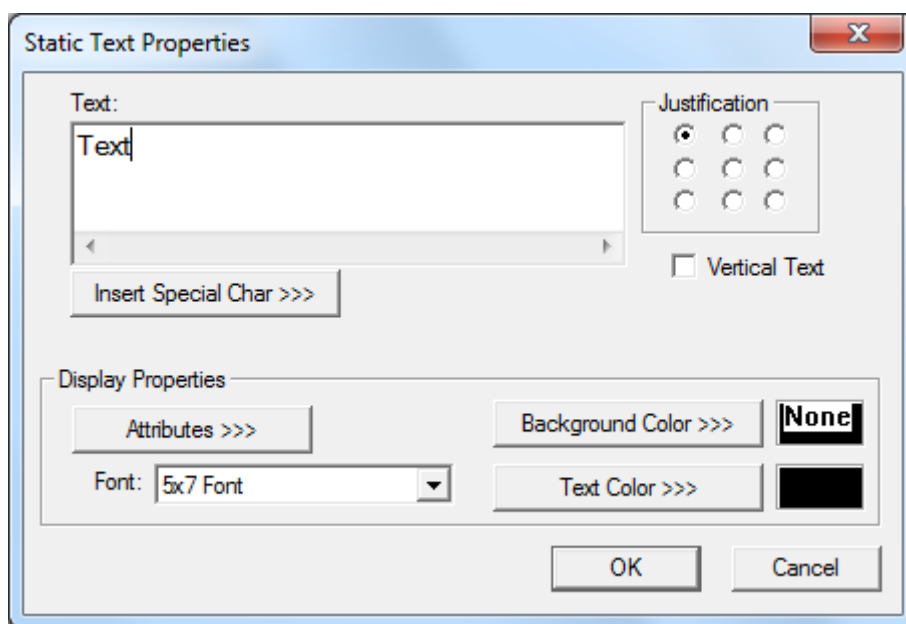 Static Text Properties
Text:
Text
Justification
Vertical Text
Insert Special Char >>>
Display Properties
Attributes >>>
Background Color >>>
None
Font:
5x7 Font
Text Color >>>
OK
Cancel